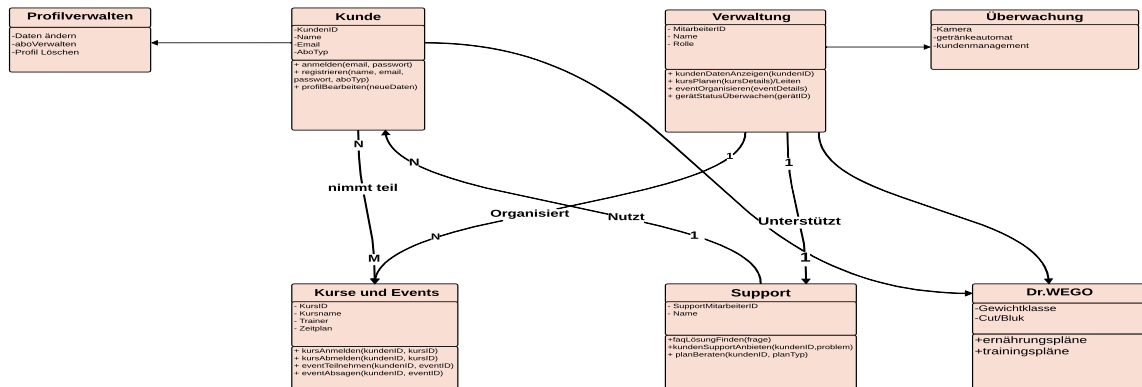 Profilverwalten
-Daten ändern
-aboVerwalten
-Profil Löschen
Kunde
-KundenID
-Name
-Email
-AboTyp
+ anmelden(email, passwort)
+ registrieren(name, email,
passwort, aboTyp)
+ profilBearbeiten(neueDaten)
Verwaltung
- MitarbeiterID
- Name
- Rolle
+ kundenDatenAnzeigen(kundenID)
+ kursPlanen(kursDetails)/Leiten
+ eventOrganisieren(eventDetails)
+ gerätStatusÜberwachen(gerätID)
Überwachung
-Kamera
-getränkeautomat
-kundenmanagement
N
nimmt teil
M
N
Nutzt
1
1
Organisiert
N
1
Unterstützt
1
Kurse und Events
- KursID
- Kursname
- Trainer
- Zeitplan
+ kursAnmelden(kundenID, kursID)
+ kursAbmelden(kundenID, kursID)
+ eventTeilnehmen(kundenID, eventID)
+ eventAbsagen(kundenID, eventID)
Support
- SupportMitarbeiterID
- Name
+faqLösungFinden(frage)
+kundenSupportAnbieten(kundenID,problem)
+ planBeraten(kundenID, planTyp)
Dr.WEGO
-Gewichtklasse
-Cut/Bluk
+ernährungspläne
+trainingspläne